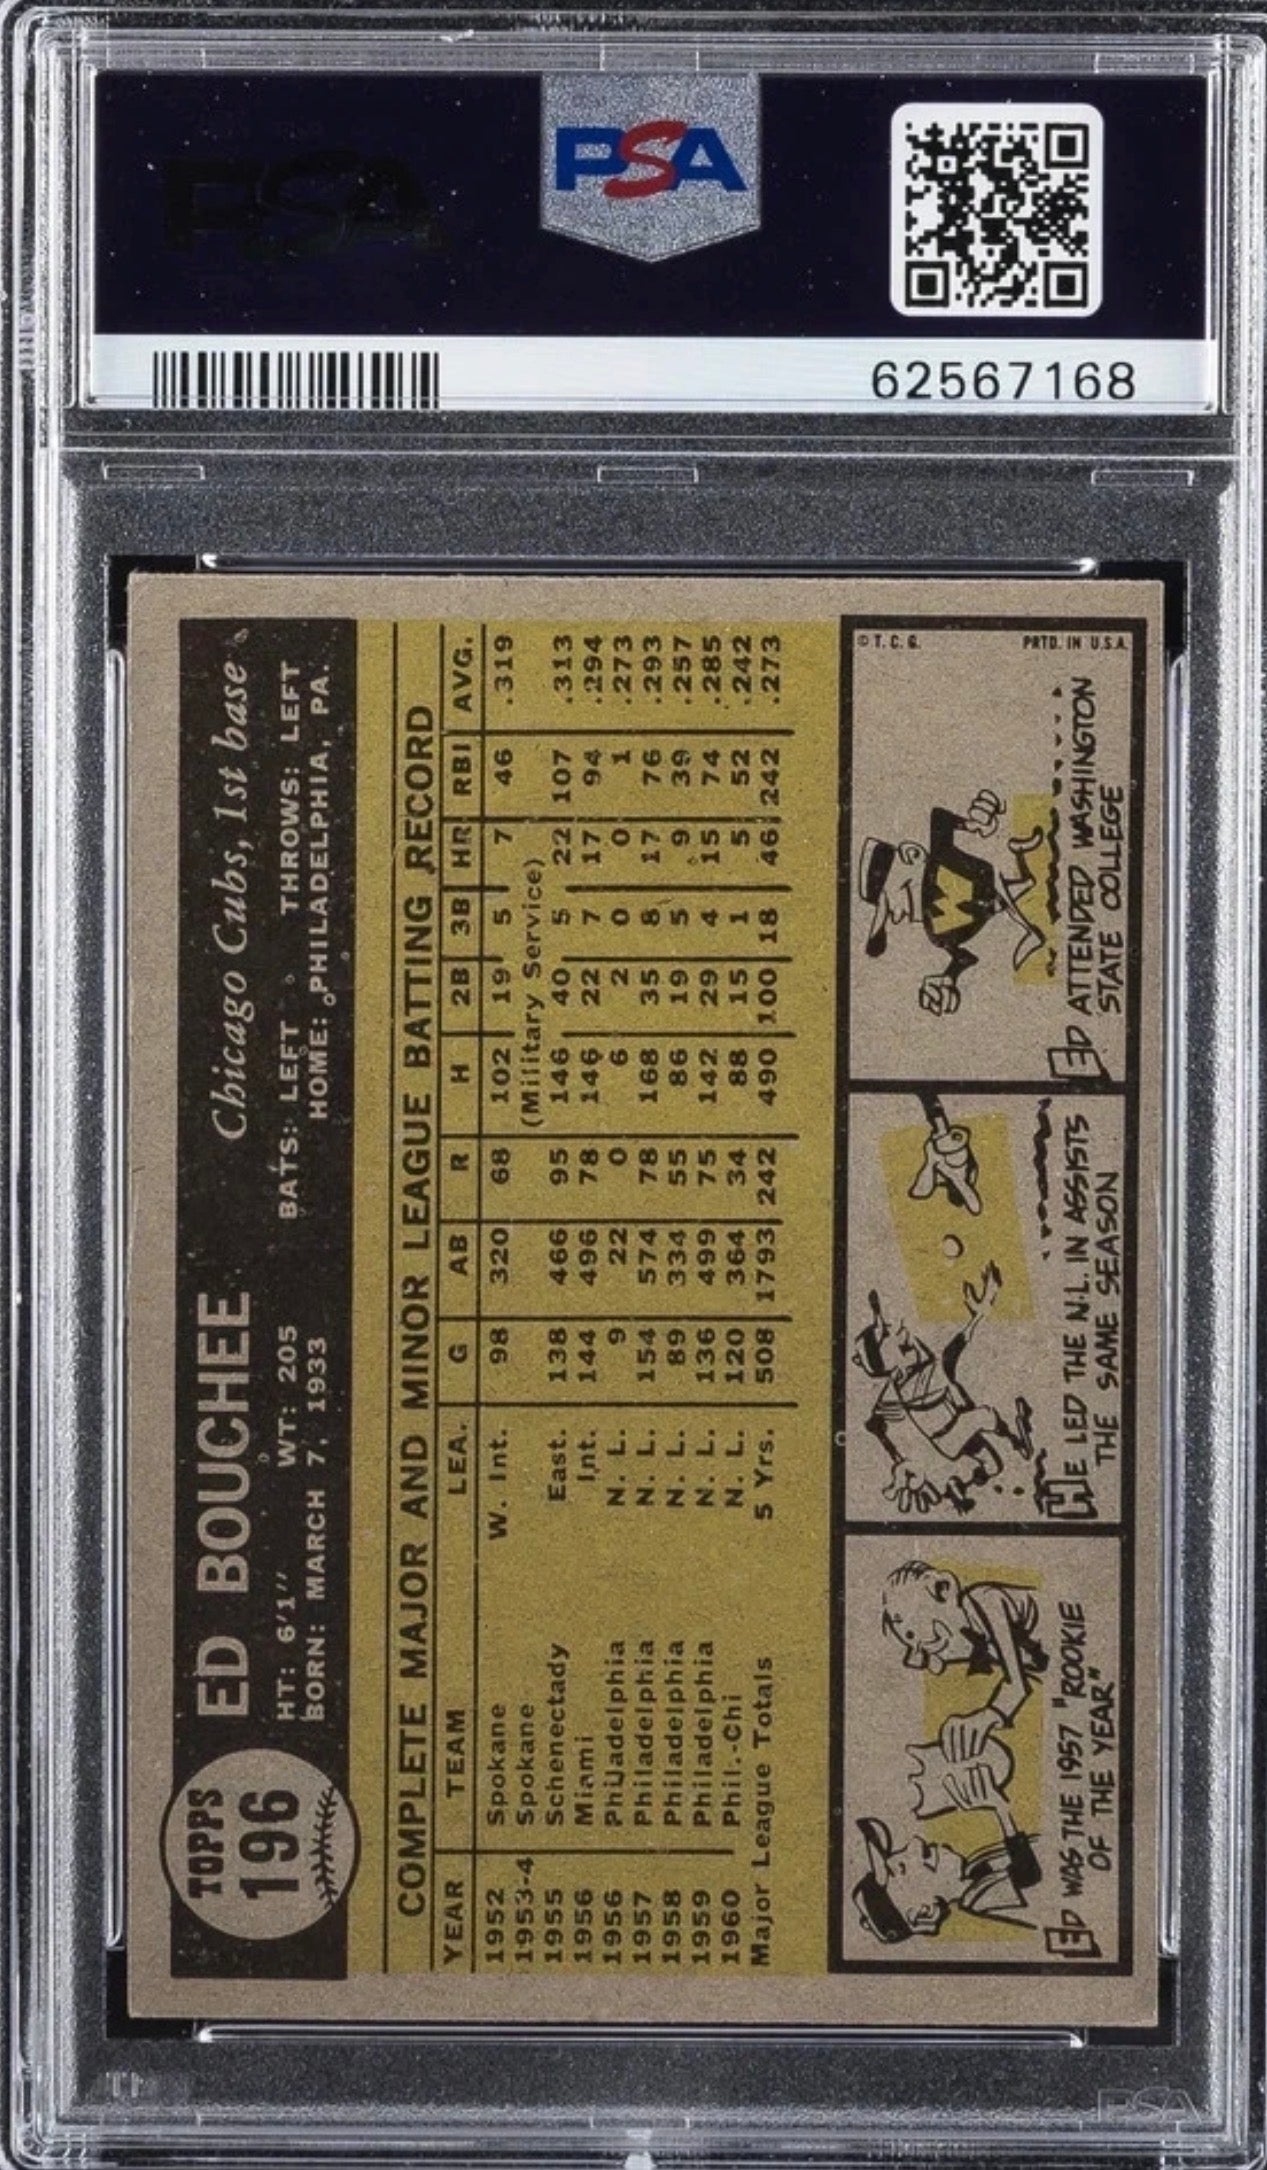 PSA
PSA
62567168
TOPPS
196
ED BOUCHEE
Chicago Cubs, 1st base
HT: 6'1" WT: 205 BATS: LEFT THROWS: LEFT
BORN: MARCH 7, 1933 HOME: PHILADELPHIA, PA.
COMPLETE MAJOR AND MINOR LEAGUE BATTING RECORD
YEAR TEAM LEA. G AB R H 2B 3B HR RBI AVG.
1952 Spokane W. Int. 98 320 68 102 19 5 7 46 .319
1953-4 Spokane (Military Service)
1955 Schenectady East. 138 466 95 146 40 5 22 107 .313
1956 Miami Int. 144 496 78 146 22 7 17 94 .294
1956 Philadelphia N. L. 9 22 0 6 2 0 0 1 .273
1957 Philadelphia N. L. 154 574 78 168 35 8 17 76 .293
1958 Philadelphia N. L. 89 334 55 86 19 5 9 39 .257
1959 Philadelphia N. L. 136 499 75 142 29 4 15 74 .285
1960 Phil.-Chi N. L. 120 364 34 88 15 1 5 52 .242
Major League Totals 5 Yrs. 508 1793 242 490 100 18 46 242 .273
ED WAS THE 1957 "ROOKIE
OF THE YEAR"
HE LED THE N.L. IN ASSISTS
THE SAME SEASON
W
ED ATTENDED WASHINGTON
STATE COLLEGE
© T. C. G. PRTD. IN U.S.A.
PSA